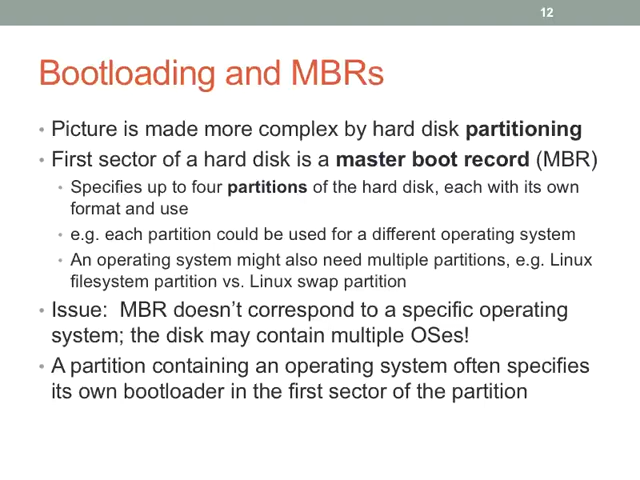 12
Bootloading and MBRs
• Picture is made more complex by hard disk partitioning
• First sector of a hard disk is a master boot record (MBR)
• Specifies up to four partitions of the hard disk, each with its own
format and use
• e.g. each partition could be used for a different operating system
• An operating system might also need multiple partitions, e.g. Linux
filesystem partition vs. Linux swap partition
• Issue:  MBR doesn't correspond to a specific operating
system; the disk may contain multiple OSes!
• A partition containing an operating system often specifies
its own bootloader in the first sector of the partition